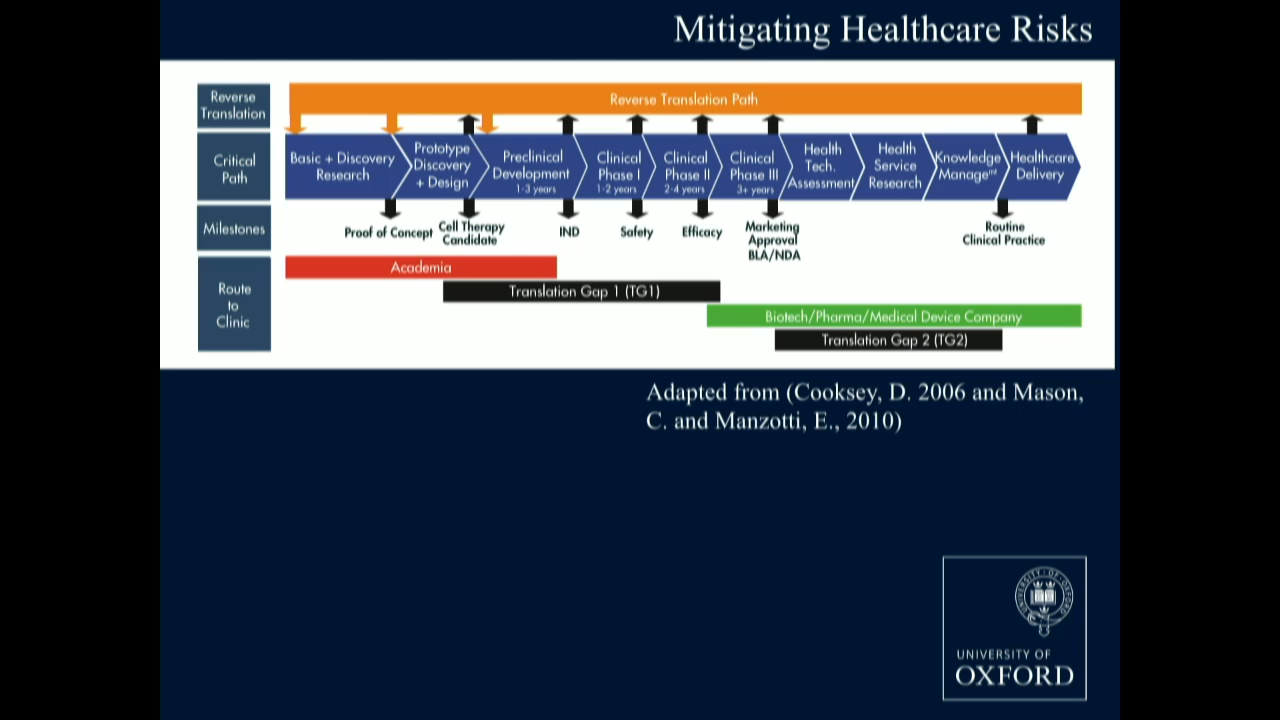 Mitigating Healthcare Risks
Reverse
Translation
Reverse Translation Path
Critical
Path
Basic + Discovery
Research
Prototype
Discovery
+ Design
Preclinical
Development
1-3 years
Clinical
Phase I
1-2 years
Clinical
Phase II
2-4 years
Clinical
Phase III
3+ years
Health
Tech.
Assessment
Health
Service
Research
Knowledge
Managemt
Healthcare
Delivery
Milestones
Proof of Concept
Cell Therapy
Candidate
IND
Safety
Efficacy
Marketing
Approval
BLA/NDA
Routine
Clinical Practice
Route
to
Clinic
Academia
Translation Gap 1 (TG1)
Biotech/Pharma/Medical Device Company
Translation Gap 2 (TG2)
Adapted from (Cooksey, D. 2006 and Mason,
C. and Manzotti, E., 2010)
UNIVERSITY OF
OXFORD